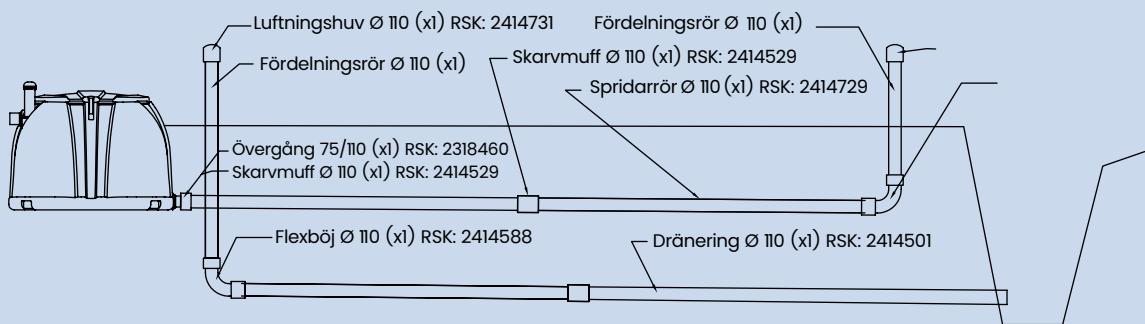 Luftningshuv Ø 110 (x1) RSK: 2414731
Fördelningsrör Ø 110 (x1)
Fördelningsrör Ø 110 (x1)
Skarvmuff Ø 110 (x1) RSK: 2414529
Spridarrör Ø 110 (x1) RSK: 2414729
Övergång 75/110 (x1) RSK: 2318460
Skarvmuff Ø 110 (x1) RSK: 2414529
Flexböj Ø 110 (x1) RSK: 2414588
Dränering Ø 110 (x1) RSK: 2414501